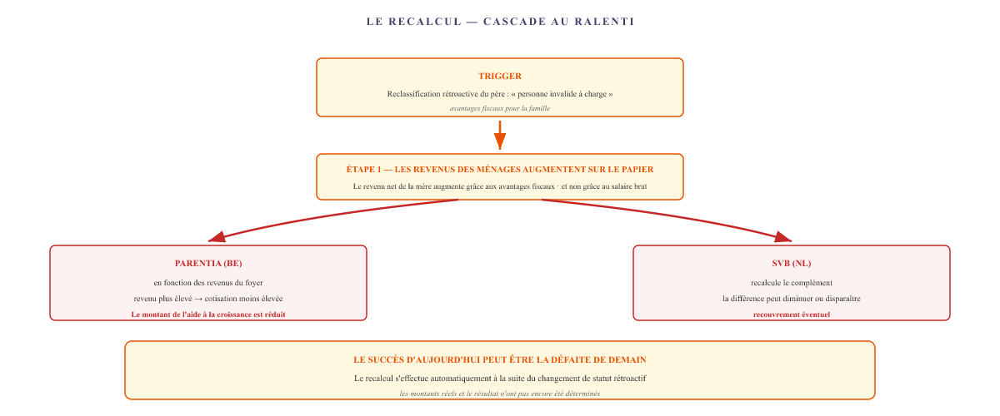 LE RECALCUL — CASCADE AU RALENTI
TRIGGER
Reclassification rétroactive du père : « personne invalide à charge »
avantages fiscaux pour la famille
ÉTAPE 1 — LES REVENUS DES MÉNAGES AUGMENTENT SUR LE PAPIER
Le revenu net de la mère augmente grâce aux avantages fiscaux · et non grâce au salaire brut
PARENTIA (BE)
en fonction des revenus du foyer
revenu plus élevé → cotisation moins élevée
Le montant de l'aide à la croissance est réduit
SVB (NL)
recalcule le complément
la différence peut diminuer ou disparaître
recouvrement éventuel
LE SUCCÈS D'AUJOURD'HUI PEUT ÊTRE LA DÉFAITE DE DEMAIN
Le recalcul s'effectue automatiquement à la suite du changement de statut rétroactif
les montants réels et le résultat n'ont pas encore été déterminés